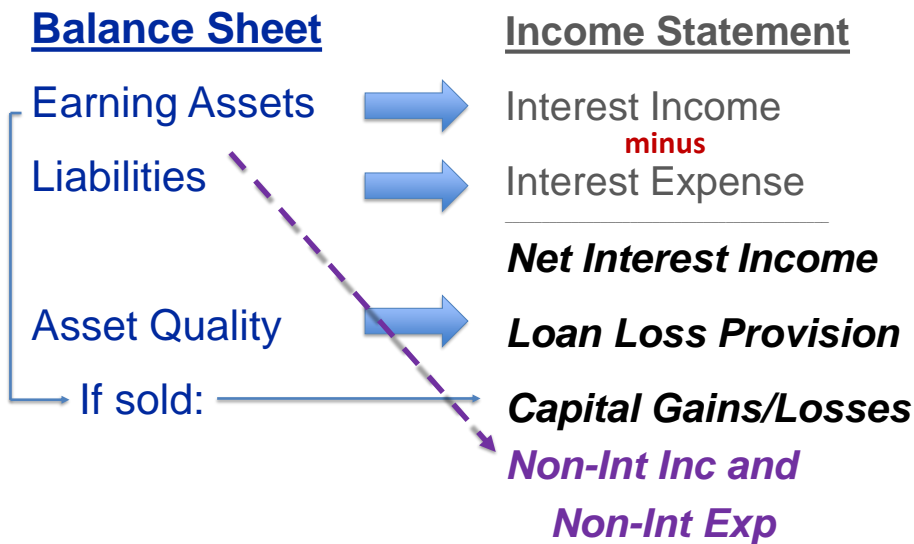 Balance Sheet Income Statement
Earning Assets Interest Income
minus
Liabilities Interest Expense
Net Interest Income
Asset Quality Loan Loss Provision
If sold: Capital Gains/Losses
Non-Int Inc and
Non-Int Exp